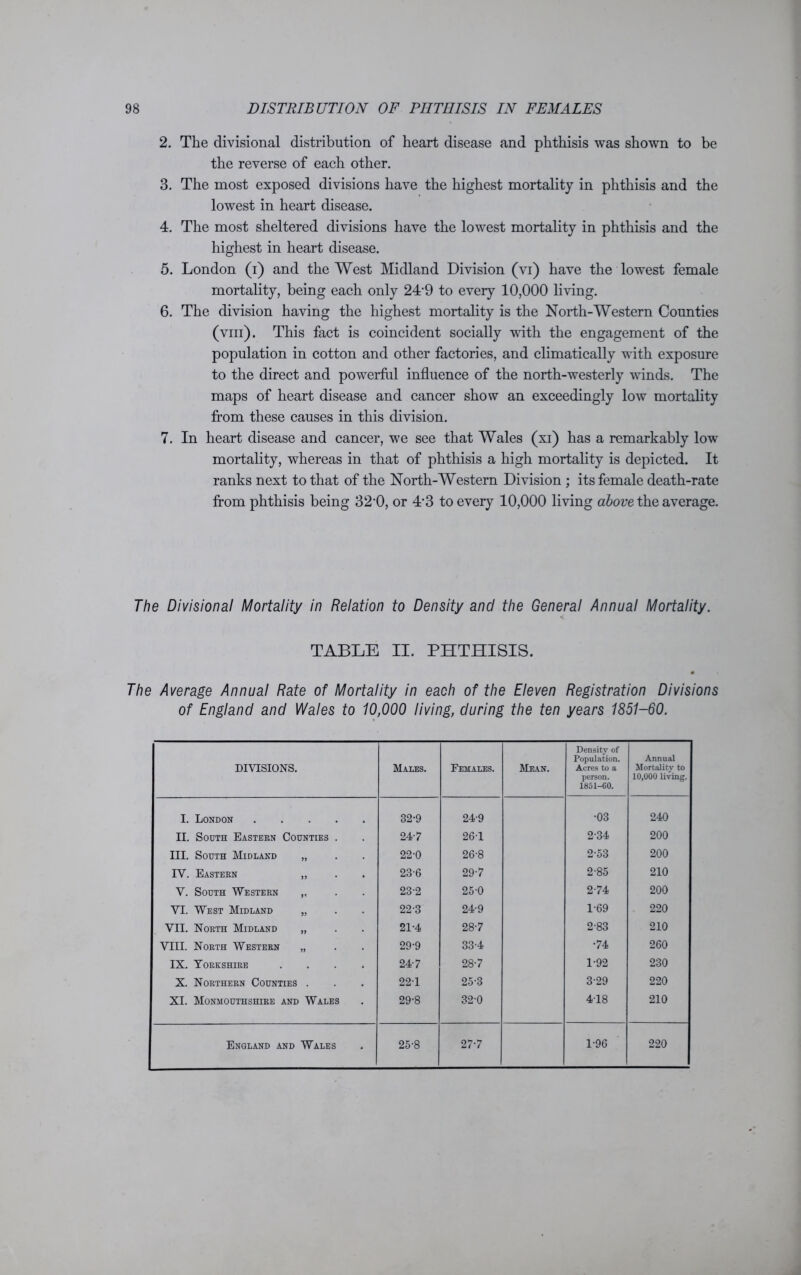 98 DISTRIBUTION OF PHTHISIS IN FEMALES
2. The divisional distribution of heart disease and phthisis was shown to be
the reverse of each other.
3. The most exposed divisions have the highest mortality in phthisis and the
lowest in heart disease.
4. The most sheltered divisions have the lowest mortality in phthisis and the
highest in heart disease.
5. London (I) and the West Midland Division (VI) have the lowest female
mortality, being each only 24·9 to every 10,000 living.
6. The division having the highest mortality is the North-Western Counties
(VIII). This fact is coincident socially with the engagement of the
population in cotton and other factories, and climatically with exposure
to the direct and powerful influence of the north-westerly winds. The
maps of heart disease and cancer show an exceedingly low mortality
from these causes in this division.
7. In heart disease and cancer, we see that Wales (XI) has a remarkably low
mortality, whereas in that of phthisis a high mortality is depicted. It
ranks next to that of the North-Western Division; its female death-rate
from phthisis being 32·0, or 4·3 to every 10,000 living above the average.
The Divisional Mortality in Relation to Density and the General Annual Mortality.
TABLE II. PHTHISIS.
The Average Annual Rate of Mortality in each of the Eleven Registration Divisions
of England and Wales to 10,000 living, during the ten years 1851–60.
DIVISIONS. MALES. FEMALES. MEAN. Density of Population. Acres to a person. 1851–60. Annual Mortality to 10,000 living.
I. LONDON . . . . . 32·9 24·9 ·03 240
II. SOUTH EASTERN COUNTIES . . 24·7 26·1 2·34 200
III. SOUTH MIDLAND „ . . 22·0 26·8 2·53 200
IV. EASTERN „ . . 23·6 29·7 2·85 210
V. SOUTH WESTERN „ . . 23·2 25·0 2·74 200
VI. WEST MIDLAND „ . . 22·3 24·9 1·69 220
VII. NORTH MIDLAND „ . . 21·4 28·7 2·83 210
VIII. NORTH WESTERN „ . . 29·9 33·4 ·74 260
IX. YORKSHIRE . . . . 24·7 28·7 1·92 230
X. NORTHERN COUNTIES . . . 22·1 25·3 3·29 220
XI. MONMOUTHSHIRE AND WALES . 29·8 32·0 4·18 210
ENGLAND AND WALES . 25·8 27·7 1·96 220